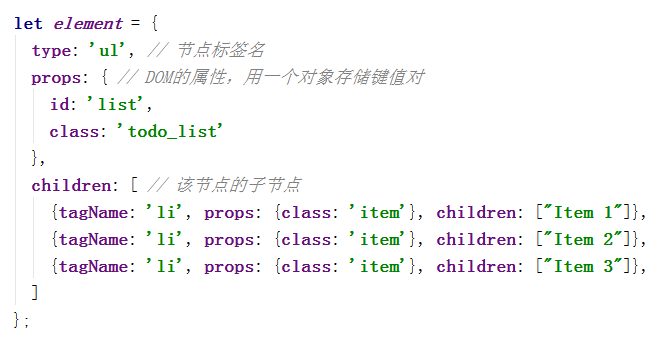 let element = {
  type: 'ul', // 节点标签名
  props: { // DOM的属性，用一个对象存储键值对
    id: 'list',
    class: 'todo_list'
  },
  children: [ // 该节点的子节点
    {tagName: 'li', props: {class: 'item'}, children: ["Item 1"]},
    {tagName: 'li', props: {class: 'item'}, children: ["Item 2"]},
    {tagName: 'li', props: {class: 'item'}, children: ["Item 3"]},
  ]
};